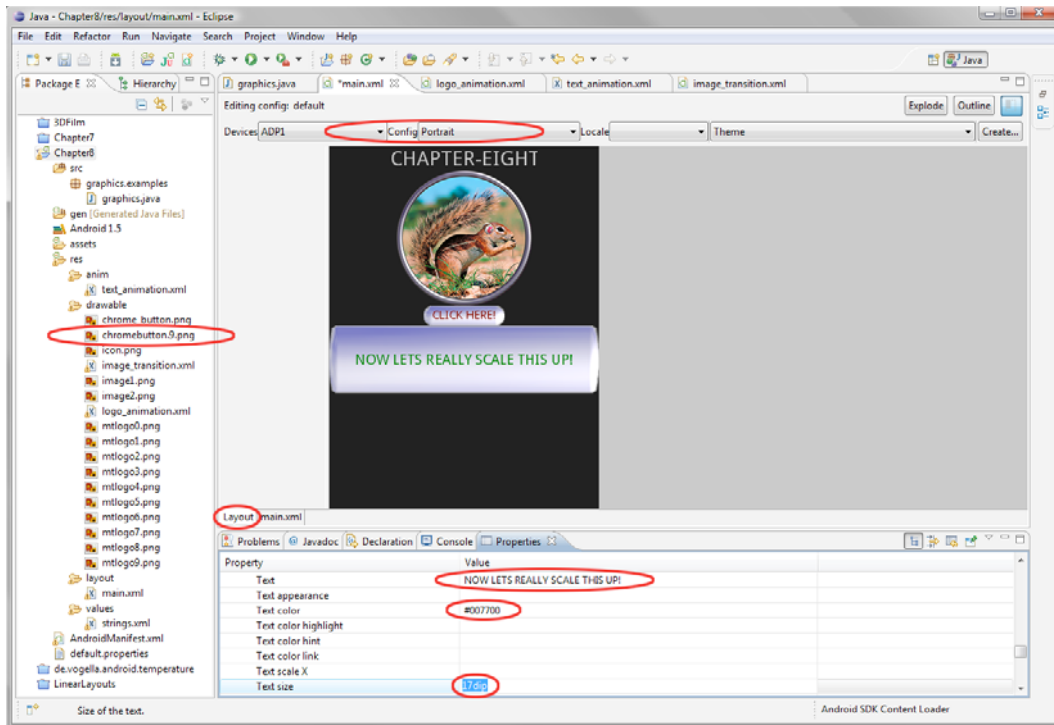 Java - Chapter8/res/layout/main.xml - Eclipse
File Edit Refactor Run Navigate Search Project Window Help
Java
Package E Hierarchy
graphics.java *main.xml logo_animation.xml text_animation.xml image_transition.xml
Editing config: default
Explode Outline
Devices ADP1 Config Portrait Locale Theme Create...
3DFilm
Chapter7
Chapter8
src
graphics.examples
graphics.java
gen [Generated Java Files]
Android 1.5
assets
res
anim
text_animation.xml
drawable
chrome_button.png
chromebutton.9.png
icon.png
image_transition.xml
image1.png
image2.png
logo_animation.xml
mtlogo0.png
mtlogo1.png
mtlogo2.png
mtlogo3.png
mtlogo4.png
mtlogo5.png
mtlogo6.png
mtlogo7.png
mtlogo8.png
mtlogo9.png
layout
main.xml
values
strings.xml
AndroidManifest.xml
default.properties
de.vogella.android.temperature
LinearLayouts
CHAPTER-EIGHT
CLICK HERE!
NOW LETS REALLY SCALE THIS UP!
Layout main.xml
Problems Javadoc Declaration Console Properties
Property Value
Text NOW LETS REALLY SCALE THIS UP!
Text appearance
Text color #007700
Text color highlight
Text color hint
Text color link
Text scale X
Text size 17dip
Size of the text.
Android SDK Content Loader